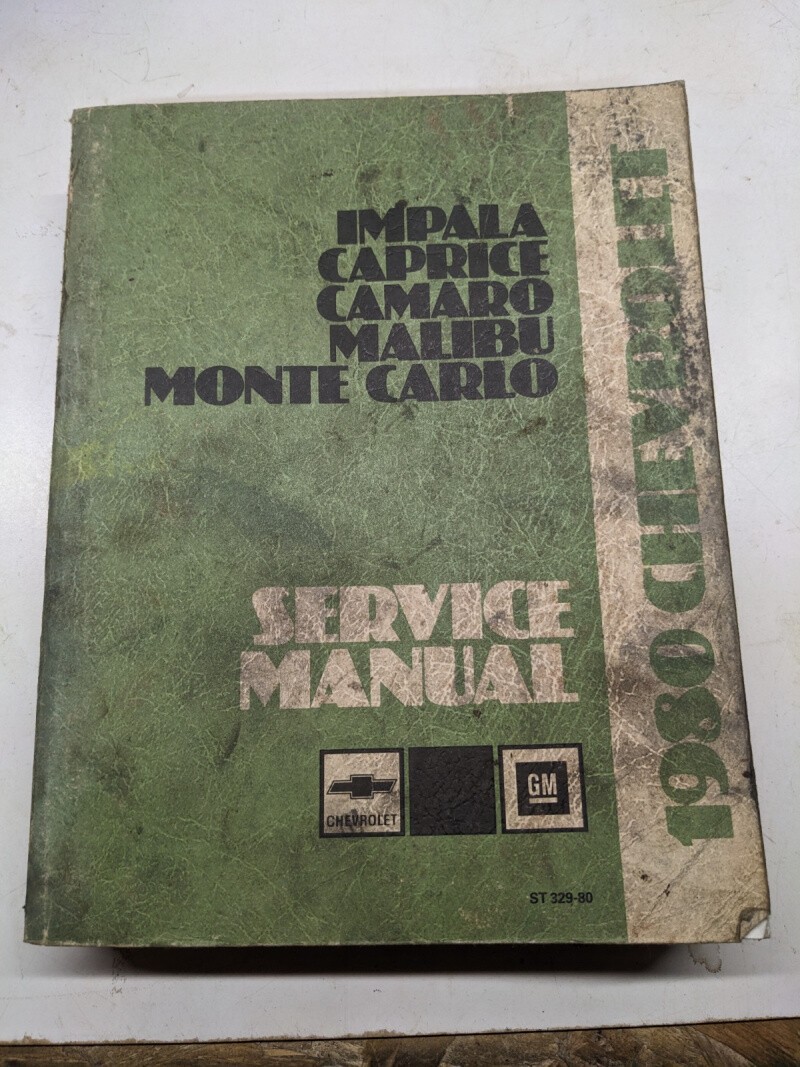 IMPALA
CAPRICE
CAMARO
MALIBU
MONTE CARLO
1980 CHEVROLET
SERVICE
MANUAL
CHEVROLET
GM
ST 329-80